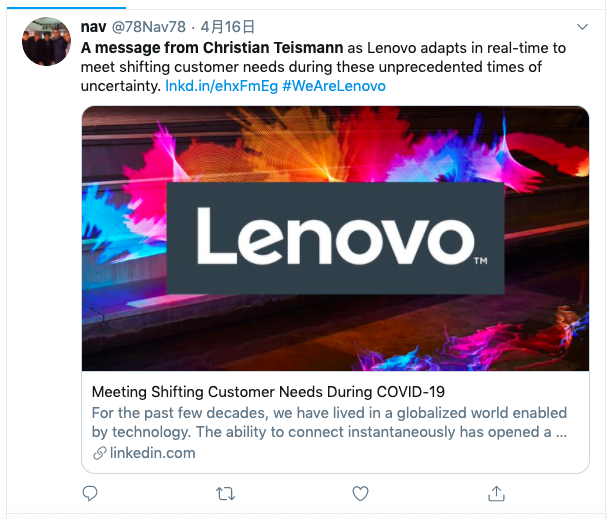 nav @78Nav78 · 4月16日
A message from Christian Teismann as Lenovo adapts in real-time to
meet shifting customer needs during these unprecedented times of
uncertainty. lnkd.in/ehxFmEg #WeAreLenovo
Lenovo™
Meeting Shifting Customer Needs During COVID-19
For the past few decades, we have lived in a globalized world enabled
by technology. The ability to connect instantaneously has opened a ...
linkedin.com